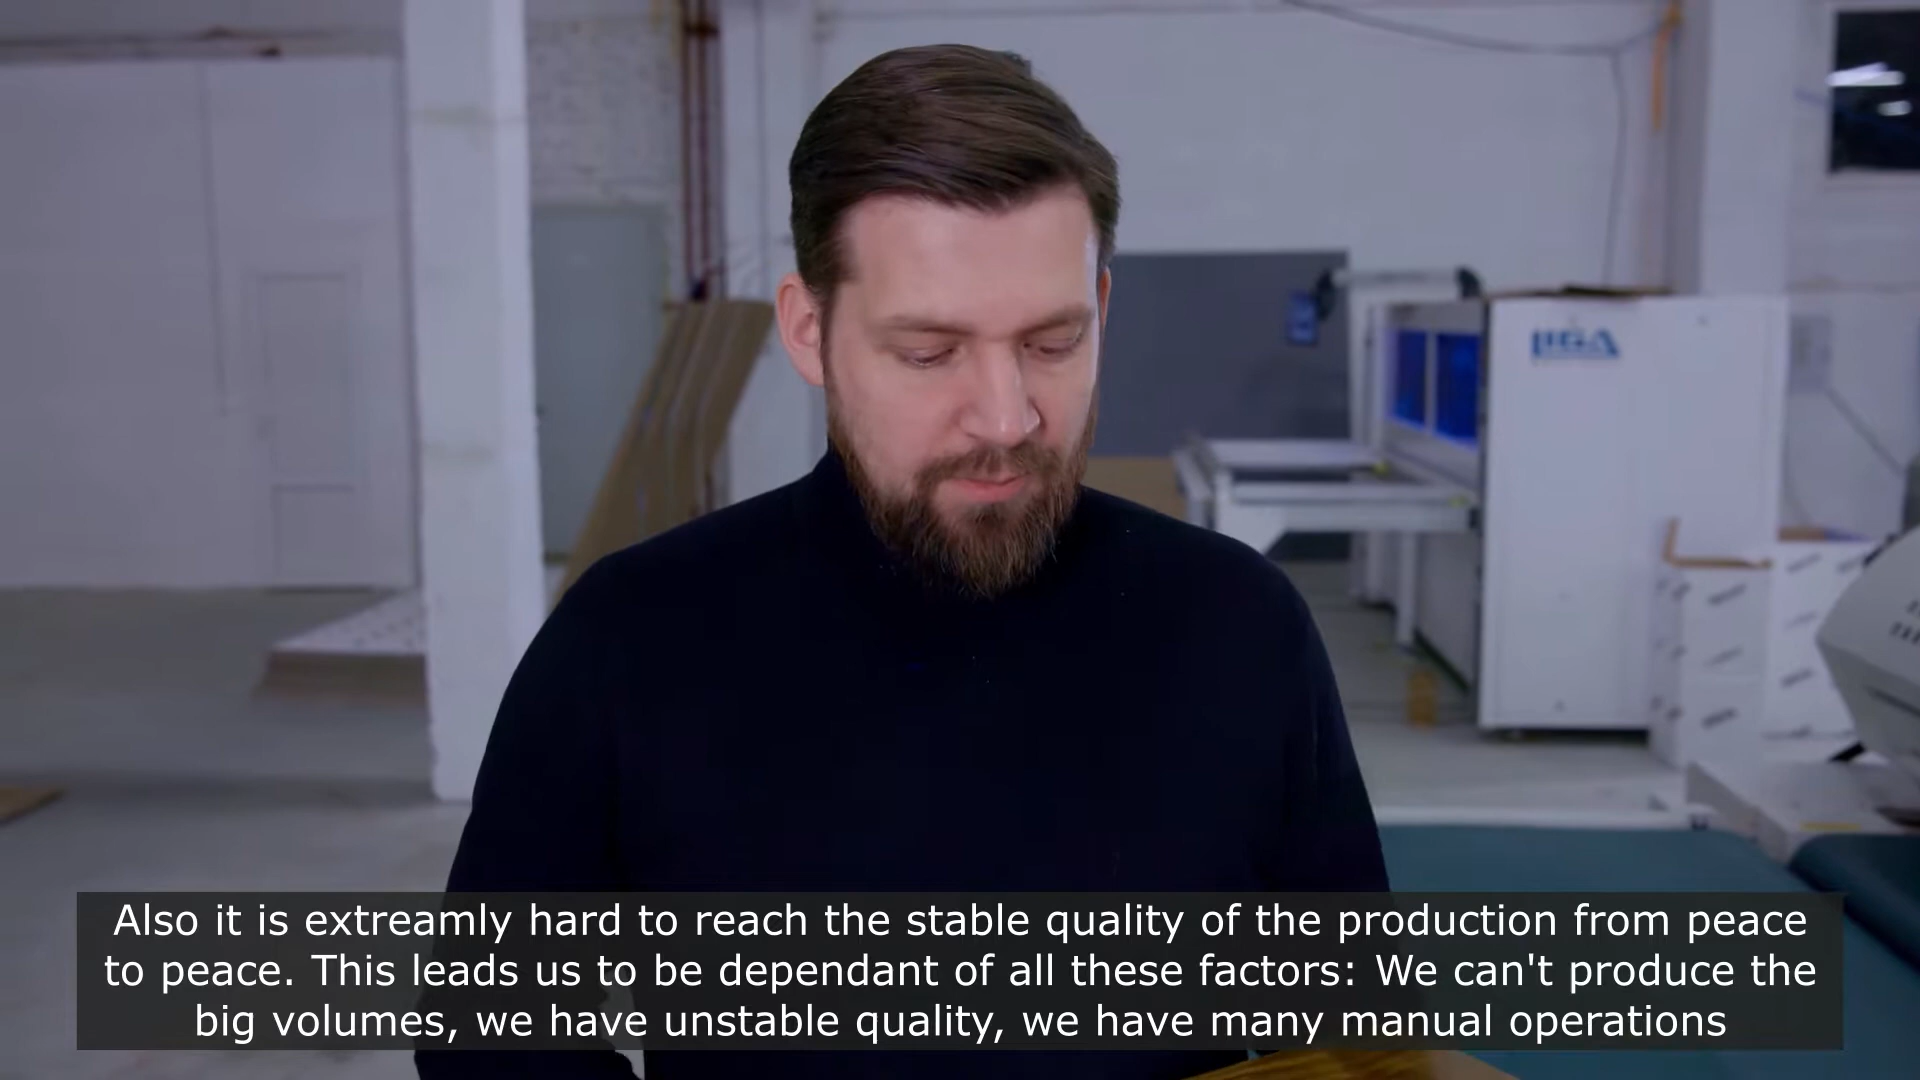 LIGA
Also it is extreamly hard to reach the stable quality of the production from peace
to peace. This leads us to be dependant of all these factors: We can't produce the
big volumes, we have unstable quality, we have many manual operations